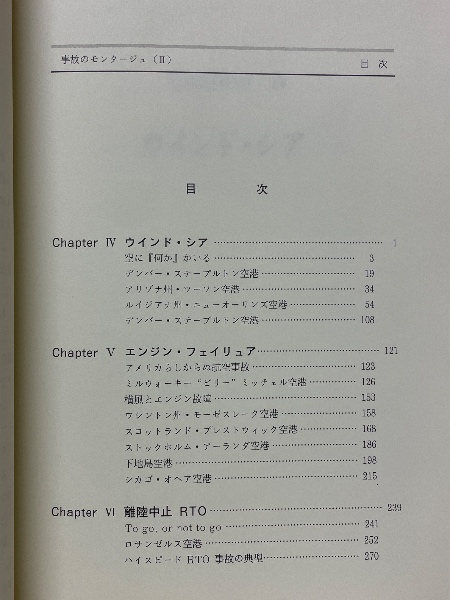 事故のモンタージュ（Ⅱ） 目 次
目 次
Chapter Ⅳ ウインド・シア 1
空に『何か』がいる 3
デンバー・ステープルトン空港 19
アリゾナ州・ツーソン空港 34
ルイジアナ州・ニューオーリンズ空港 54
デンバー・ステープルトン空港 108
Chapter Ⅴ エンジン・フェイリュア 121
アメリカらしからぬ航空事故 123
ミルウォーキー“ビリー”ミッチェル空港 126
横風とエンジン故障 153
ワシントン州・モーゼスレーク空港 158
スコットランド・プレストウィック空港 168
ストックホルム・アーランダ空港 186
下地島空港 198
シカゴ・オヘア空港 215
Chapter Ⅵ 離陸中止 RTO 239
To go, or not to go 241
ロサンゼルス空港 252
ハイスピード RTO 事故の典型 270